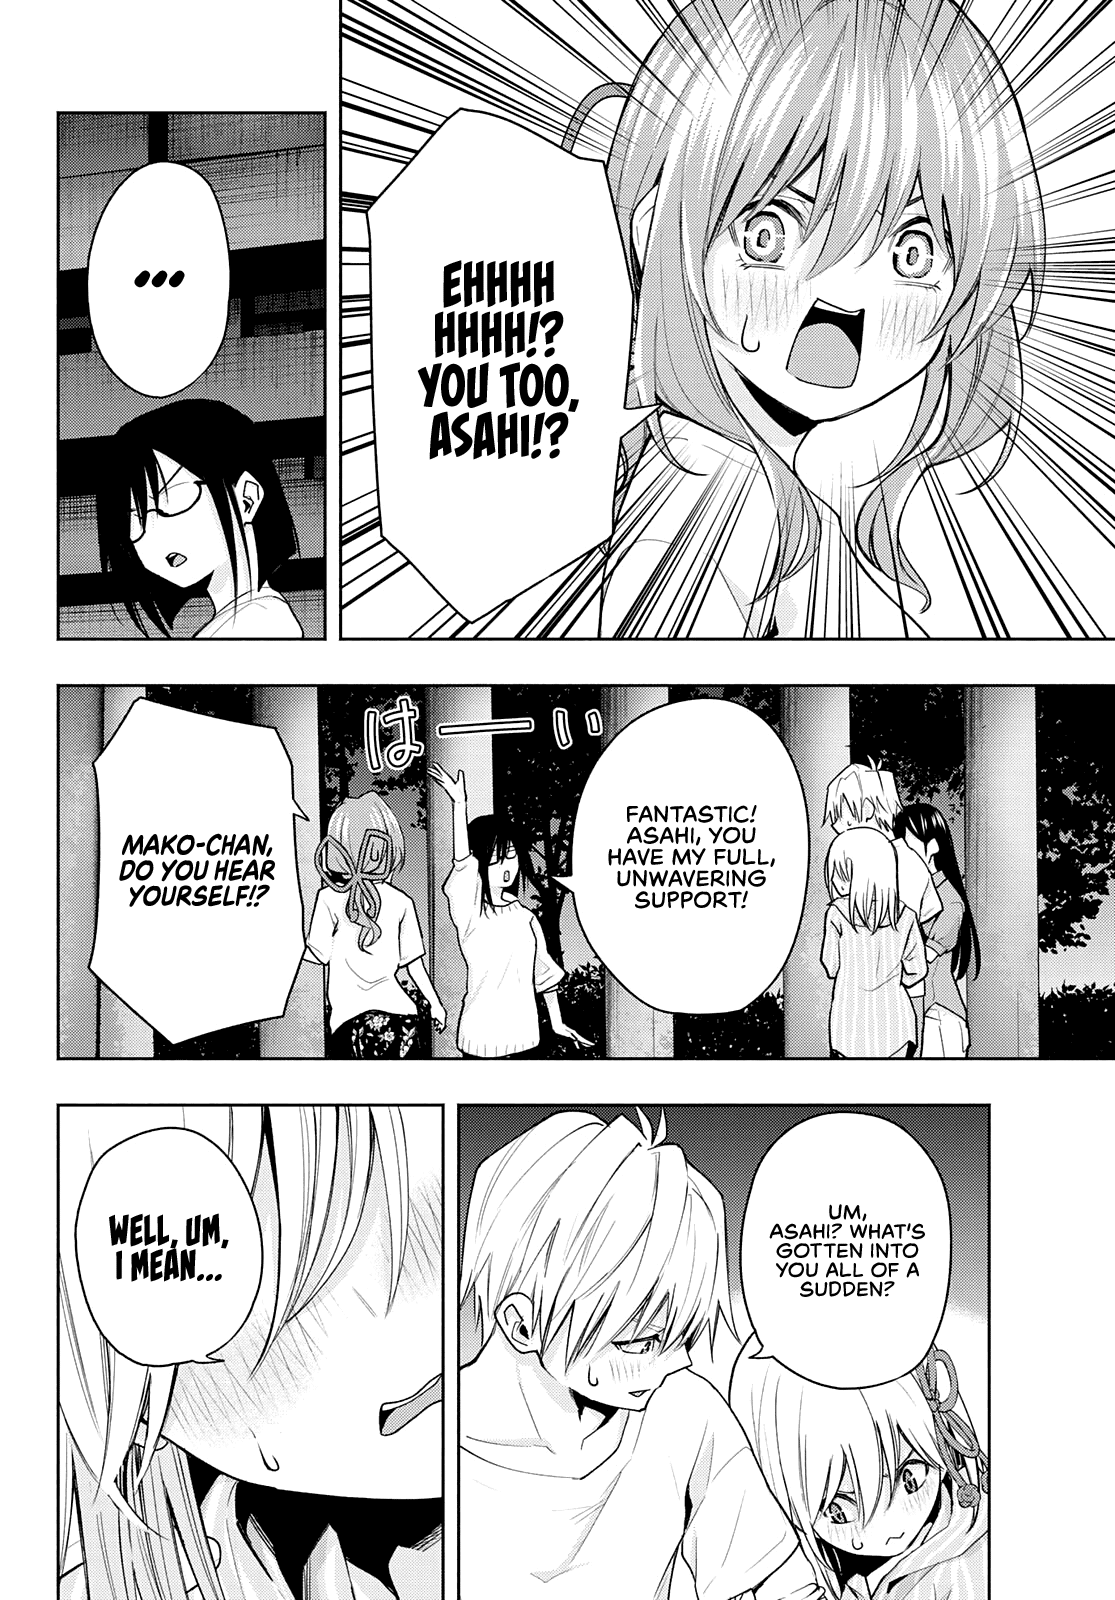 EHHHH
HHHH!?
YOU TOO,
ASAHI!?
...
FANTASTIC!
ASAHI, YOU
HAVE MY FULL,
UNWAVERING
SUPPORT!
はーい
MAKO-CHAN,
DO YOU HEAR
YOURSELF!?
UM,
ASAHI? WHAT'S
GOTTEN INTO
YOU ALL OF A
SUDDEN?
WELL, UM,
I MEAN...